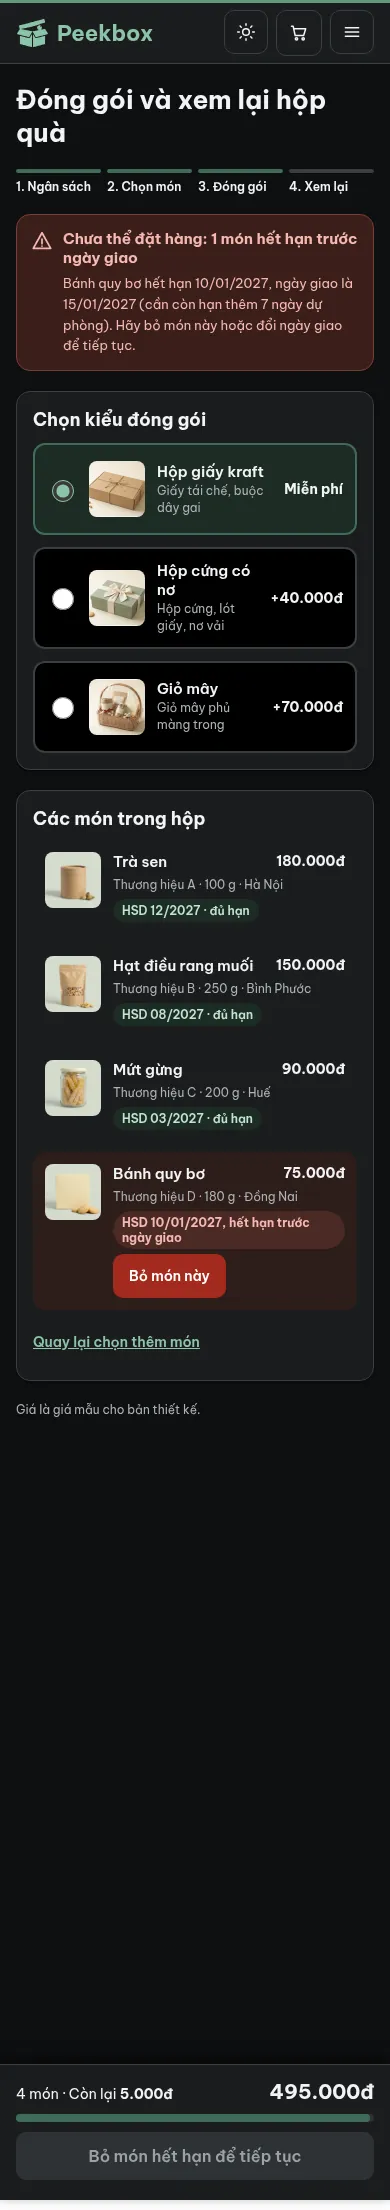 Peekbox
Đóng gói và xem lại hộp
quà
1. Ngân sách
2. Chọn món
3. Đóng gói
4. Xem lại
Chưa thể đặt hàng: 1 món hết hạn trước
ngày giao
Bánh quy bơ hết hạn 10/01/2027, ngày giao là
15/01/2027 (cần còn hạn thêm 7 ngày dự
phòng). Hãy bỏ món này hoặc đổi ngày giao
để tiếp tục.
Chọn kiểu đóng gói
Hộp giấy kraft
Giấy tái chế, buộc
dây gai
Miễn phí
Hộp cứng có
nơ
Hộp cứng, lót
giấy, nơ vải
+40.000đ
Giỏ mây
Giỏ mây phủ
màng trong
+70.000đ
Các món trong hộp
Trà sen
180.000đ
Thương hiệu A · 100 g · Hà Nội
HSD 12/2027 · đủ hạn
Hạt điều rang muối
150.000đ
Thương hiệu B · 250 g · Bình Phước
HSD 08/2027 · đủ hạn
Mứt gừng
90.000đ
Thương hiệu C · 200 g · Huế
HSD 03/2027 · đủ hạn
Bánh quy bơ
75.000đ
Thương hiệu D · 180 g · Đồng Nai
HSD 10/01/2027, hết hạn trước
ngày giao
Bỏ món này
Quay lại chọn thêm món
Giá là giá mẫu cho bản thiết kế.
4 món · Còn lại 5.000đ
495.000đ
Bỏ món hết hạn để tiếp tục